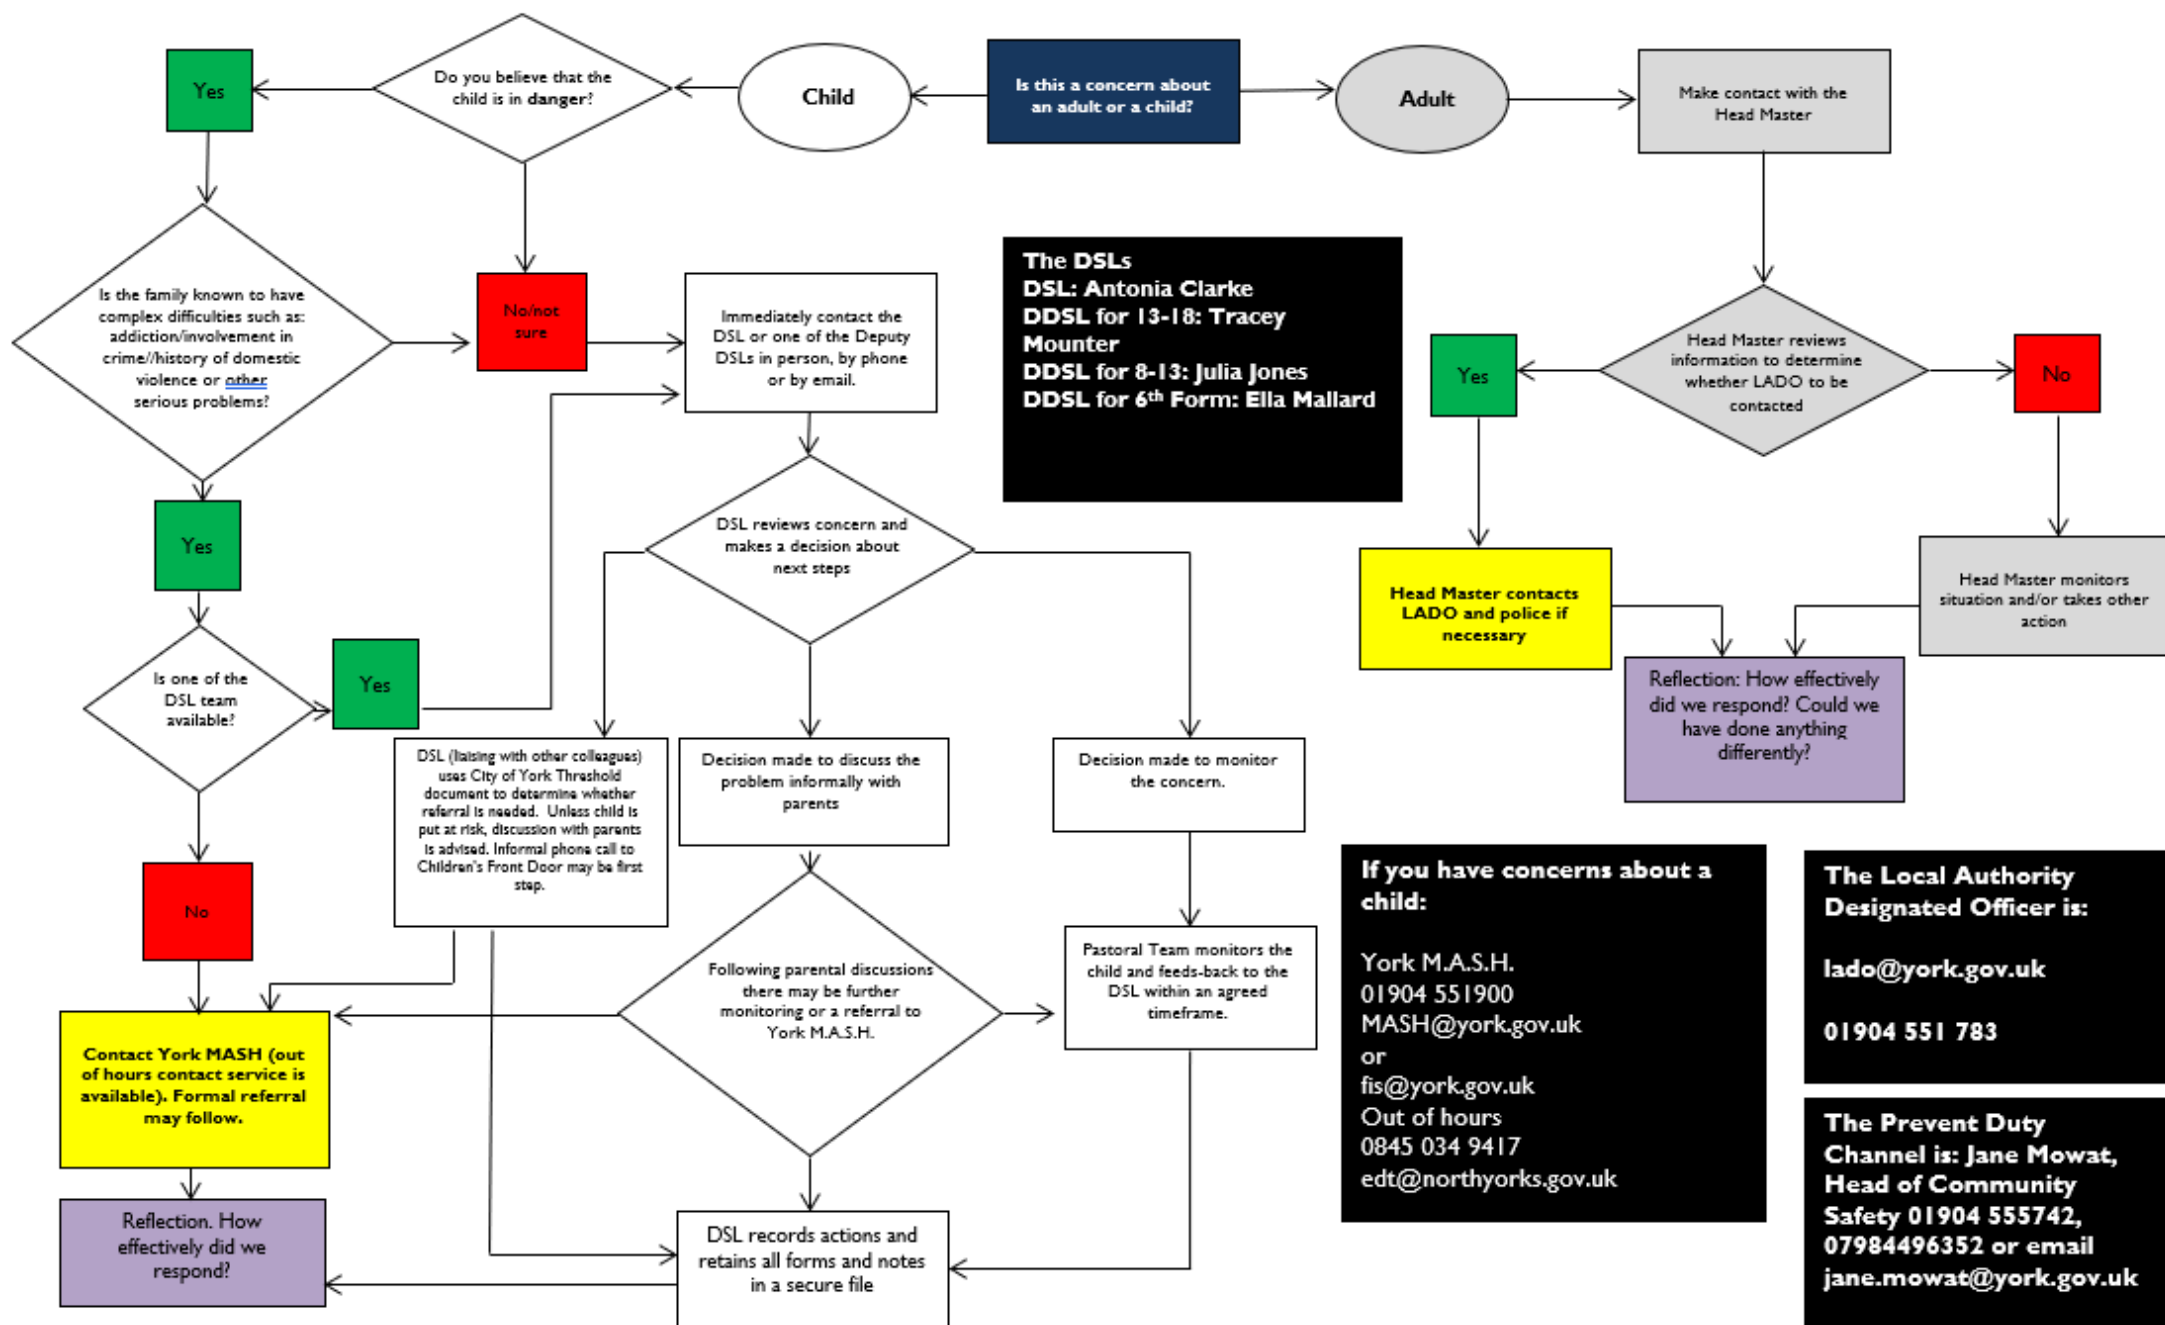 Yes
Do you believe that the
child is in danger?
Child
Is this a concern about
an adult or a child?
Adult
Make contact with the
Head Master
Is the family known to have
complex difficulties such as:
addiction/involvement in
crime//history of domestic
violence or other
serious problems?
No/not
sure
Immediately contact the
DSL or one of the Deputy
DSLs in person, by phone
or by email.
The DSLs
DSL: Antonia Clarke
DDSL for 13-18: Tracey
Mounter
DDSL for 8-13: Julia Jones
DDSL for 6th Form: Ella Mallard
Yes
Head Master reviews
information to determine
whether LADO to be
contacted
No
Yes
DSL reviews concern and
makes a decision about
next steps
Head Master contacts
LADO and police if
necessary
Head Master monitors
situation and/or takes other
action
Is one of the
DSL team
available?
Yes
Reflection: How effectively
did we respond? Could we
have done anything
differently?
DSL (liaising with other colleagues)
uses City of York Threshold
document to determine whether
referral is needed. Unless child is
put at risk, discussion with parents
is advised. Informal phone call to
Children's Front Door may be first
step.
Decision made to discuss the
problem informally with
parents
Decision made to monitor
the concern.
No
Following parental discussions
there may be further
monitoring or a referral to
York M.A.S.H.
Pastoral Team monitors the
child and feeds-back to the
DSL within an agreed
timeframe.
If you have concerns about a
child:
York M.A.S.H.
01904 551900
MASH@york.gov.uk
or
fis@york.gov.uk
Out of hours
0845 034 9417
edt@northyorks.gov.uk
The Local Authority
Designated Officer is:
lado@york.gov.uk
01904 551 783
Contact York MASH (out
of hours contact service is
available). Formal referral
may follow.
The Prevent Duty
Channel is: Jane Mowat,
Head of Community
Safety 01904 555742,
07984496352 or email
jane.mowat@york.gov.uk
Reflection. How
effectively did we
respond?
DSL records actions and
retains all forms and notes
in a secure file